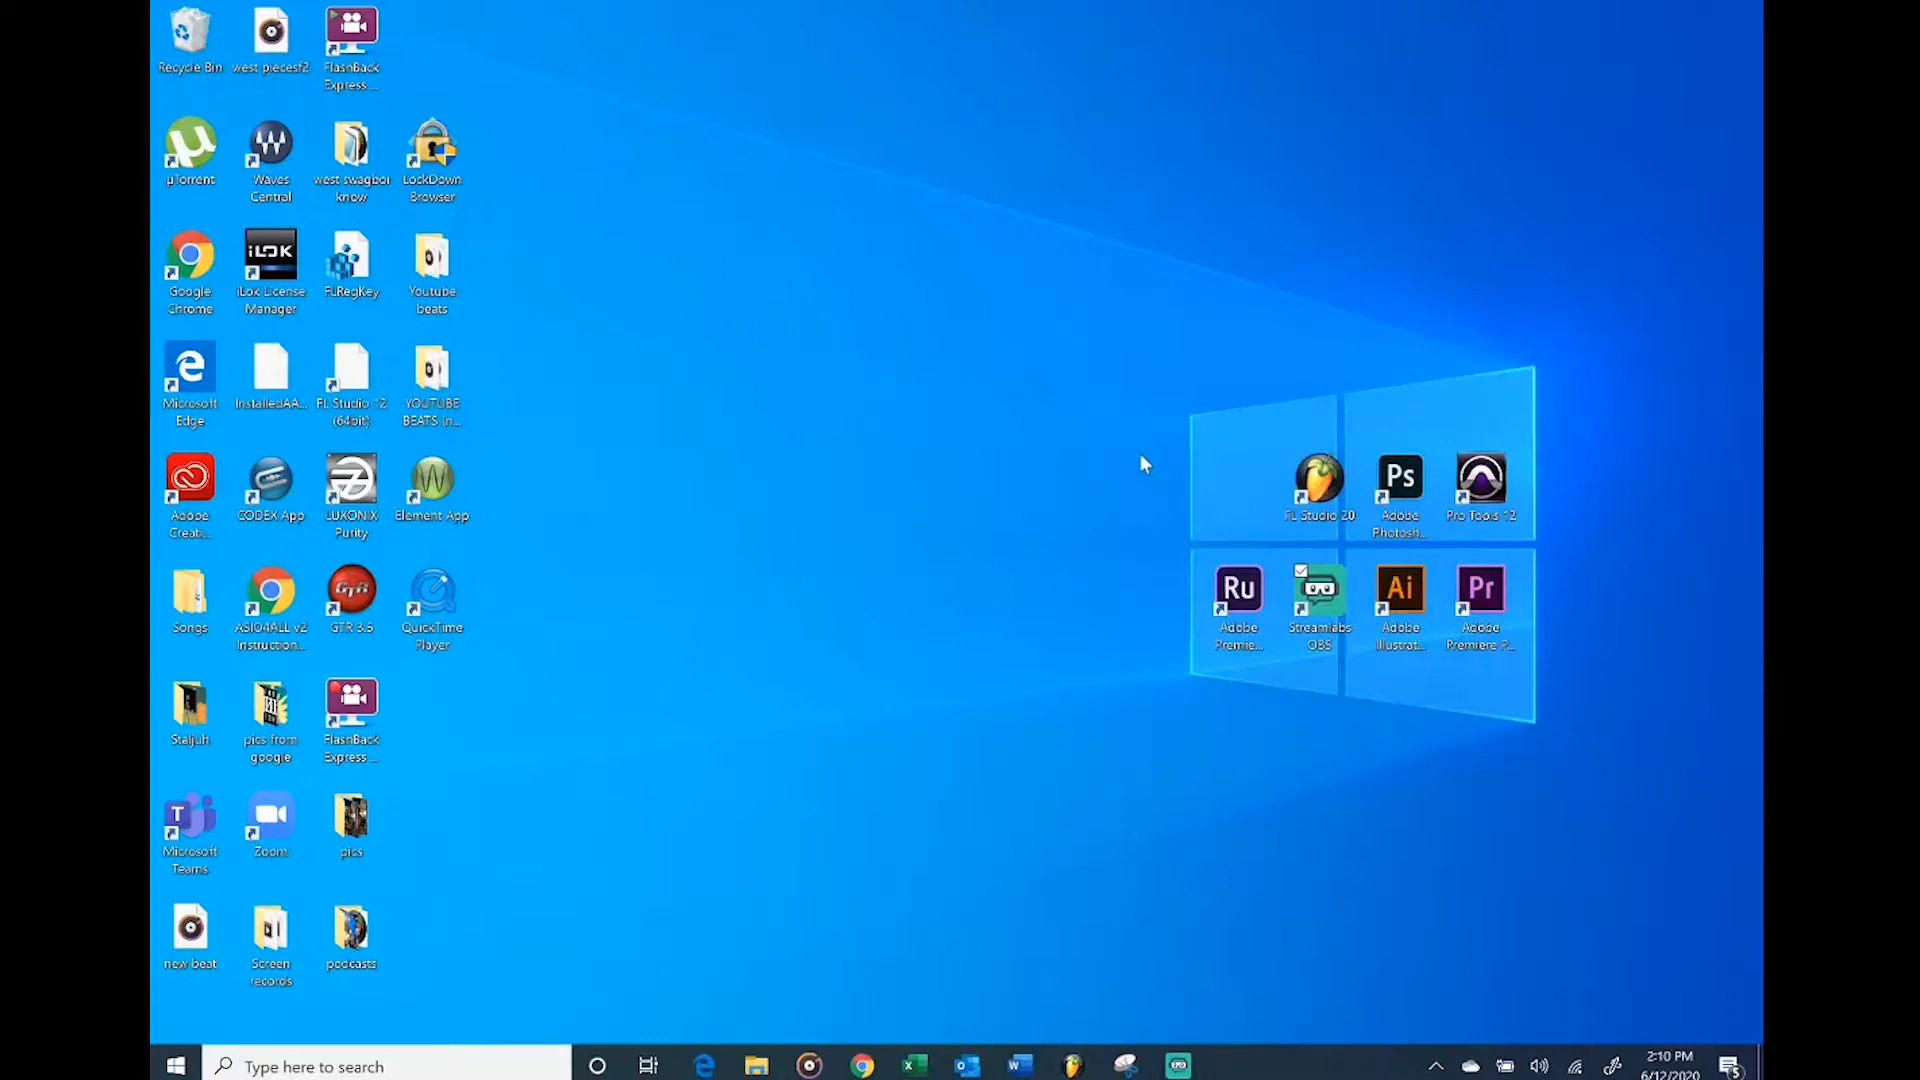 Recycle Bin
west piecesf2
FlashBack
Express ...
µTorrent
Waves
Central
west swagboi
know
LockDown
Browser
Google
Chrome
iLOK
iLok License
Manager
FLRegKey
Youtube
beats
Microsoft
Edge
InstalledAA...
FL Studio 12
(64bit)
YOUTUBE
BEATS (n...
Adobe
Creati...
CODEX App
LUXONIX
Purity
Element App
Songs
ASIO4ALL v2
Instruction...
GTR
GTR 3.5
QuickTime
Player
Staljuh
pics from
google
FlashBack
Express ...
T
Microsoft
Teams
Zoom
pics
new beat
Screen
records
podcasts
FL Studio 20
Ps
Adobe
Photosh...
Pro Tools 12
Ru
Adobe
Premie...
Streamlabs
OBS
Ai
Adobe
Illustrat...
Pr
Adobe
Premiere P...
Type here to search
2:10 PM
6/12/2020
5